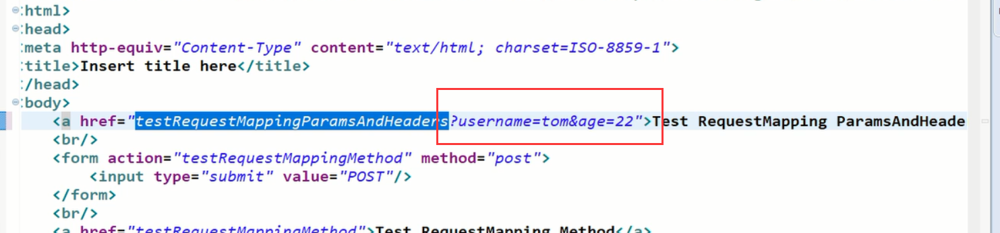 html>
head>
meta http-equiv="Content-Type" content="text/html; charset=ISO-8859-1">
title>Insert title here</title>
/head>
body>
<a href="testRequestMappingParamsAndHeaders?username=tom&age=22">Test RequestMapping ParamsAndHeade
<br/>
<form action="testRequestMappingMethod" method="post">
<input type="submit" value="POST"/>
</form>
<br/>
<a href="testRequestMappingMethod">Test RequestMapping Method</a>